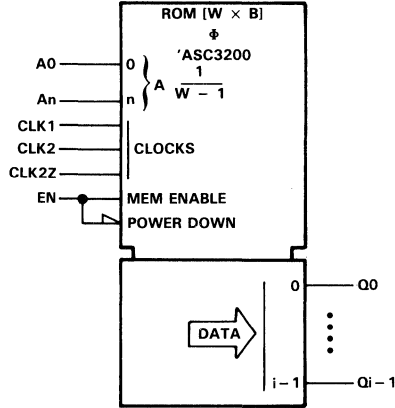 ROM [W × B]
Φ
'ASC3200
A0 0 } A 1
W − 1
An n
CLK1
CLK2 CLOCKS
CLK2Z
EN MEM ENABLE
POWER DOWN
0 Q0
DATA
i−1 Qi−1